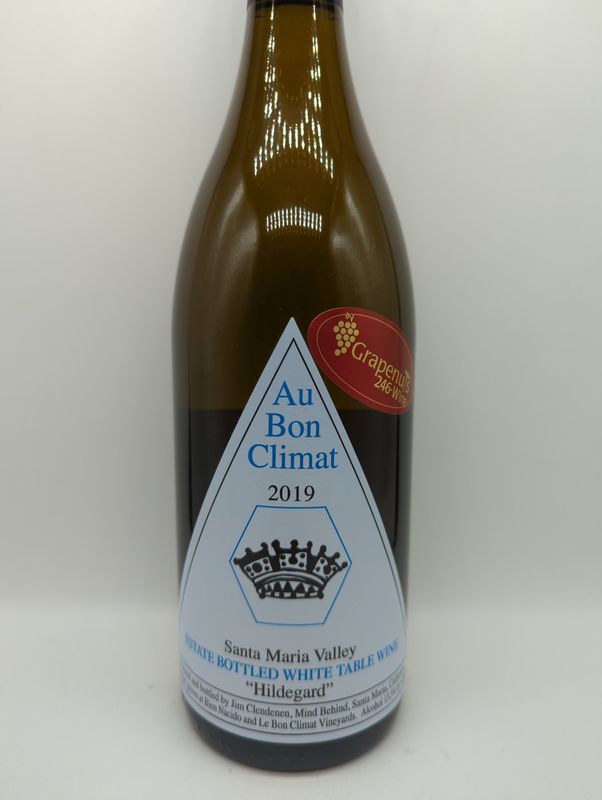 Grapenuts
246-Wine
Au
Bon
Climat
2019
Santa Maria Valley
ESTATE BOTTLED WHITE TABLE WINE
"Hildegard"
and bottled by Jim Clendenen, Mind Behind, Santa Maria,
at Bien Nacido and Le Bon Climat Vineyards. Alcohol